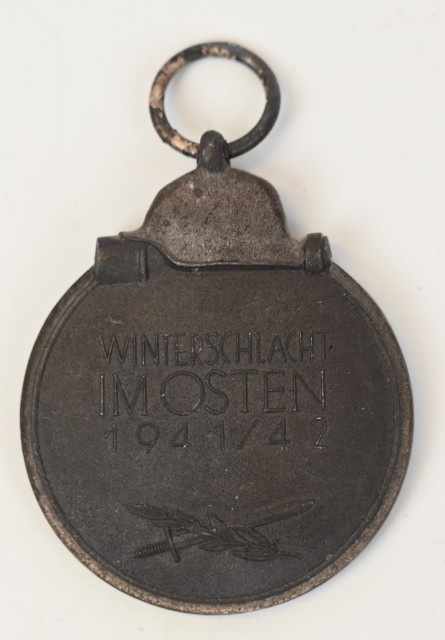 WINTERSCHLACHT
IM OSTEN
1941/42